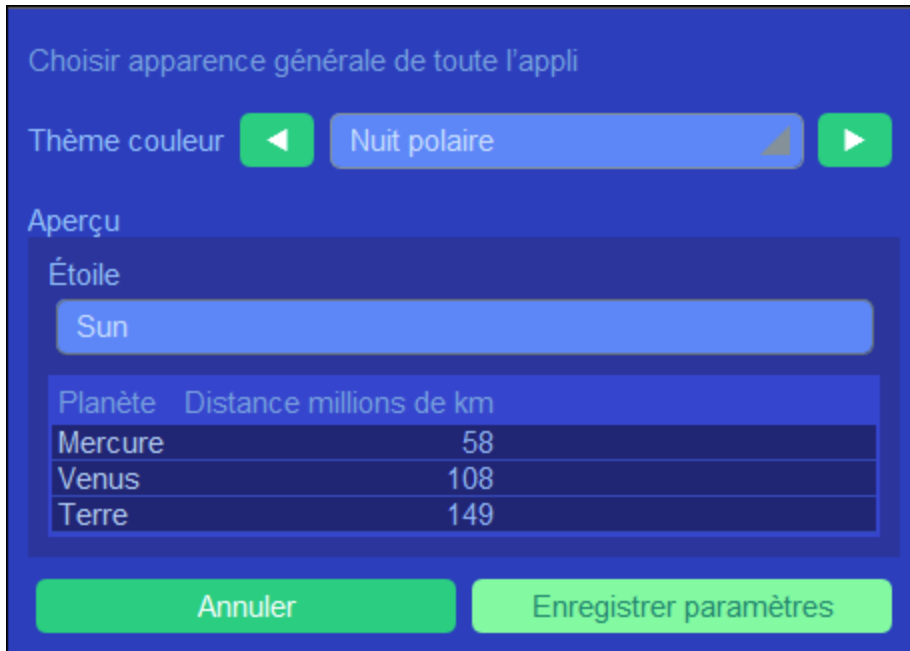 Choisir apparence générale de toute l'appli
Thème couleur Nuit polaire
Aperçu
Étoile
Sun
Planète Distance millions de km
Mercure 58
Venus 108
Terre 149
Annuler Enregistrer paramètres